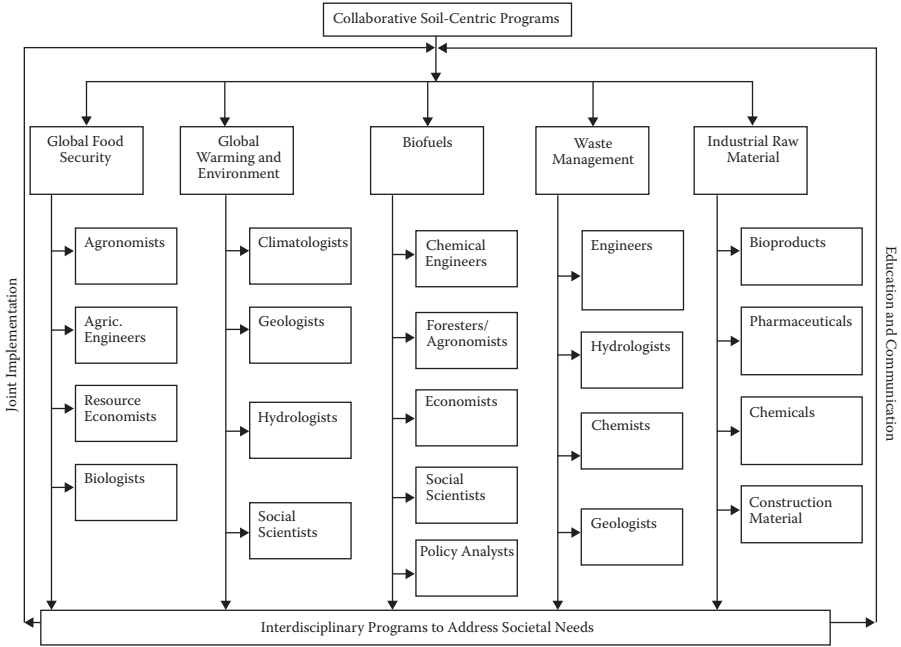 Collaborative Soil-Centric Programs
Global Food
Security
Global
Warming and
Environment
Biofuels
Waste
Management
Industrial Raw
Material
Agronomists
Agric.
Engineers
Resource
Economists
Biologists
Climatologists
Geologists
Hydrologists
Social
Scientists
Chemical
Engineers
Foresters/
Agronomists
Economists
Social
Scientists
Policy Analysts
Engineers
Hydrologists
Chemists
Geologists
Bioproducts
Pharmaceuticals
Chemicals
Construction
Material
Joint Implementation
Education and Communication
Interdisciplinary Programs to Address Societal Needs